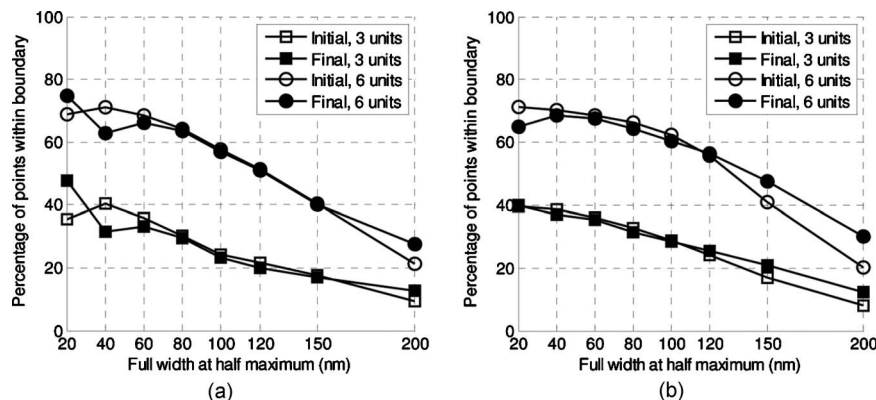 100
80
60
40
20
0
Percentage of points within boundary
Initial, 3 units
Final, 3 units
Initial, 6 units
Final, 6 units
20 40 60 80 100 120 150 200
Full width at half maximum (nm)
(a)
100
80
60
40
20
0
Percentage of points within boundary
Initial, 3 units
Final, 3 units
Initial, 6 units
Final, 6 units
20 40 60 80 100 120 150 200
Full width at half maximum (nm)
(b)